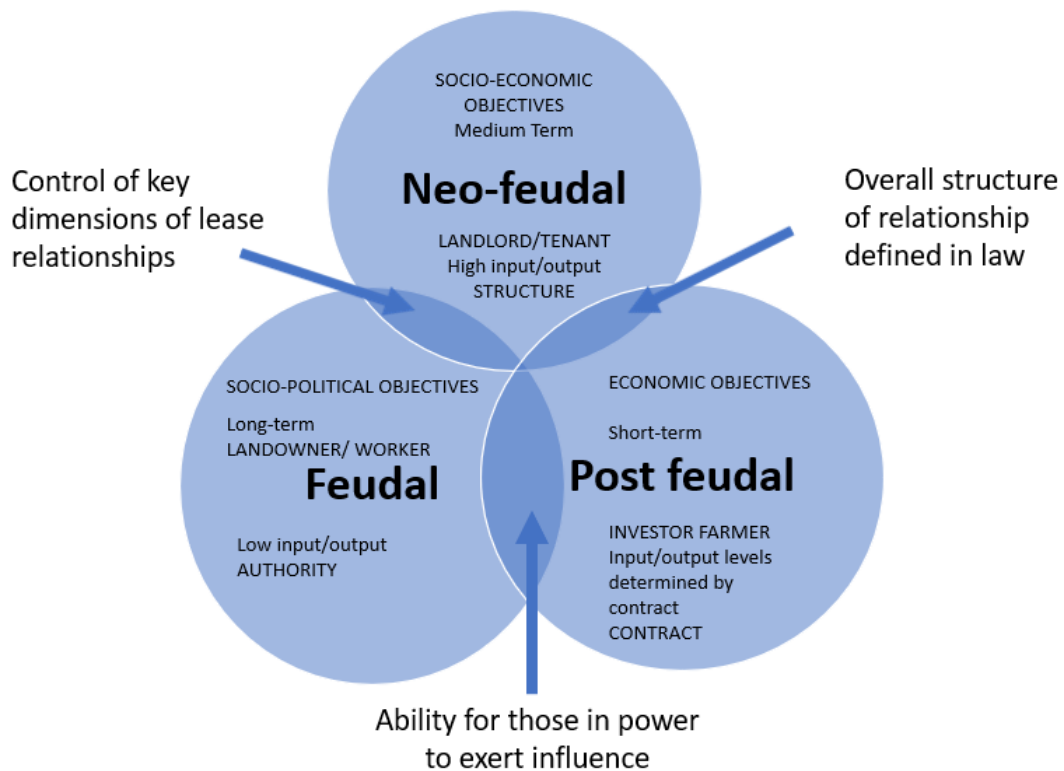 SOCIO-ECONOMIC
OBJECTIVES
Medium Term
Neo-feudal
LANDLORD/TENANT
High input/output
STRUCTURE
Control of key
dimensions of lease
relationships
Overall structure
of relationship
defined in law
SOCIO-POLITICAL OBJECTIVES
Long-term
LANDOWNER/ WORKER
Feudal
Low input/output
AUTHORITY
ECONOMIC OBJECTIVES
Short-term
Post feudal
INVESTOR FARMER
Input/output levels
determined by
contract
CONTRACT
Ability for those in power
to exert influence